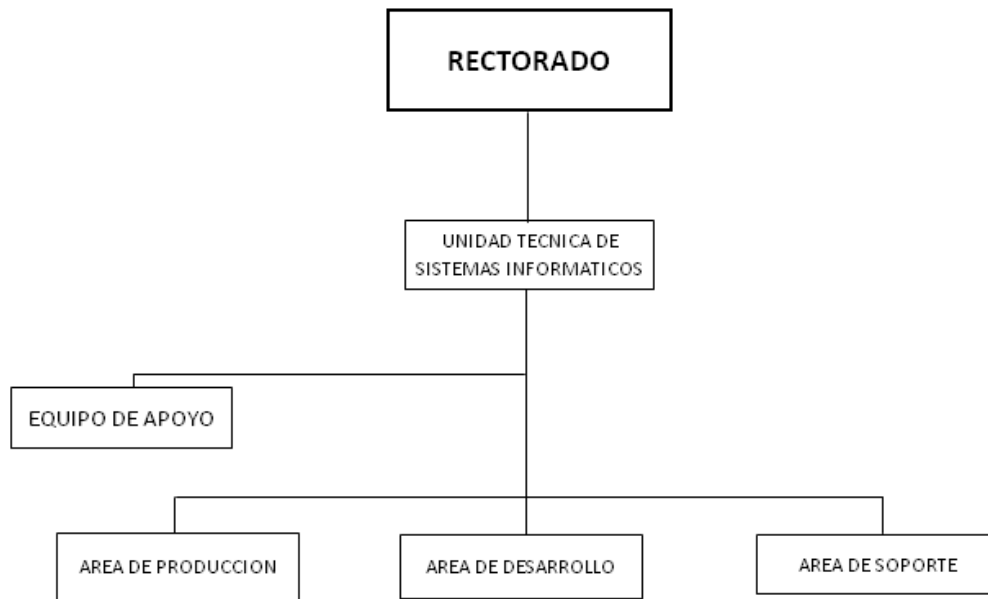 RECTORADO
UNIDAD TECNICA DE
SISTEMAS INFORMATICOS
EQUIPO DE APOYO
AREA DE PRODUCCION
AREA DE DESARROLLO
AREA DE SOPORTE